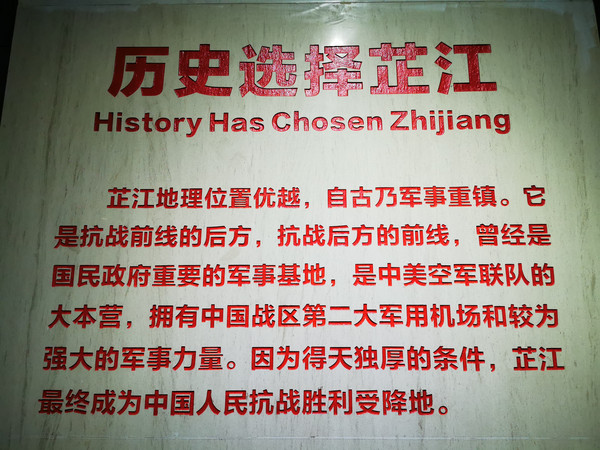 历史选择芷江
History Has Chosen Zhijiang
芷江地理位置优越，自古乃军事重镇。它
是抗战前线的后方，抗战后方的前线，曾经是
国民政府重要的军事基地，是中美空军联队的
大本营，拥有中国战区第二大军用机场和较为
强大的军事力量。因为得天独厚的条件，芷江
最终成为中国人民抗战胜利受降地。